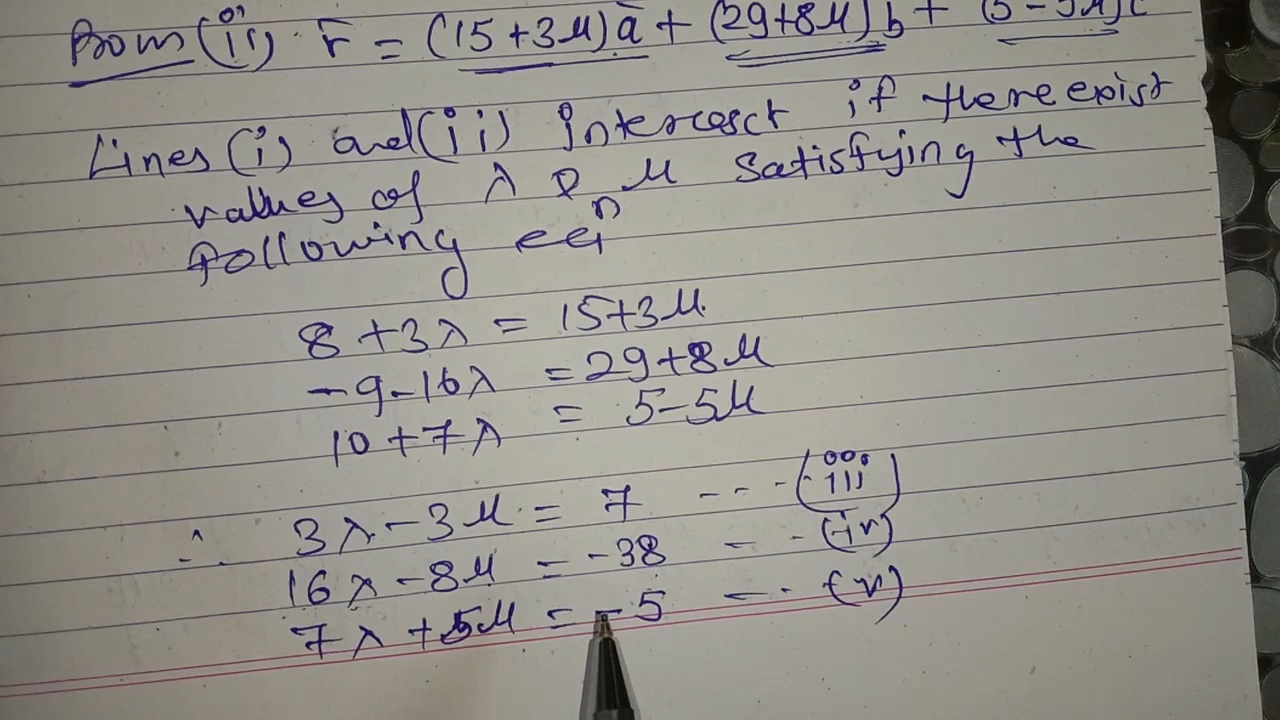 From (ii). r̄ = (15+3μ)ā + (29+8μ)b + (5-5μ)c
Lines (i) and (ii) intersect if there exist
values of λ & μ satisfying the
following eqn
8+3λ = 15+3μ
-9-16λ = 29+8μ
10+7λ = 5-5μ
∴ 3λ-3μ = 7 --- (iii)
16λ-8μ = -38 -- (iv)
7λ+5μ = -5 --- (v)